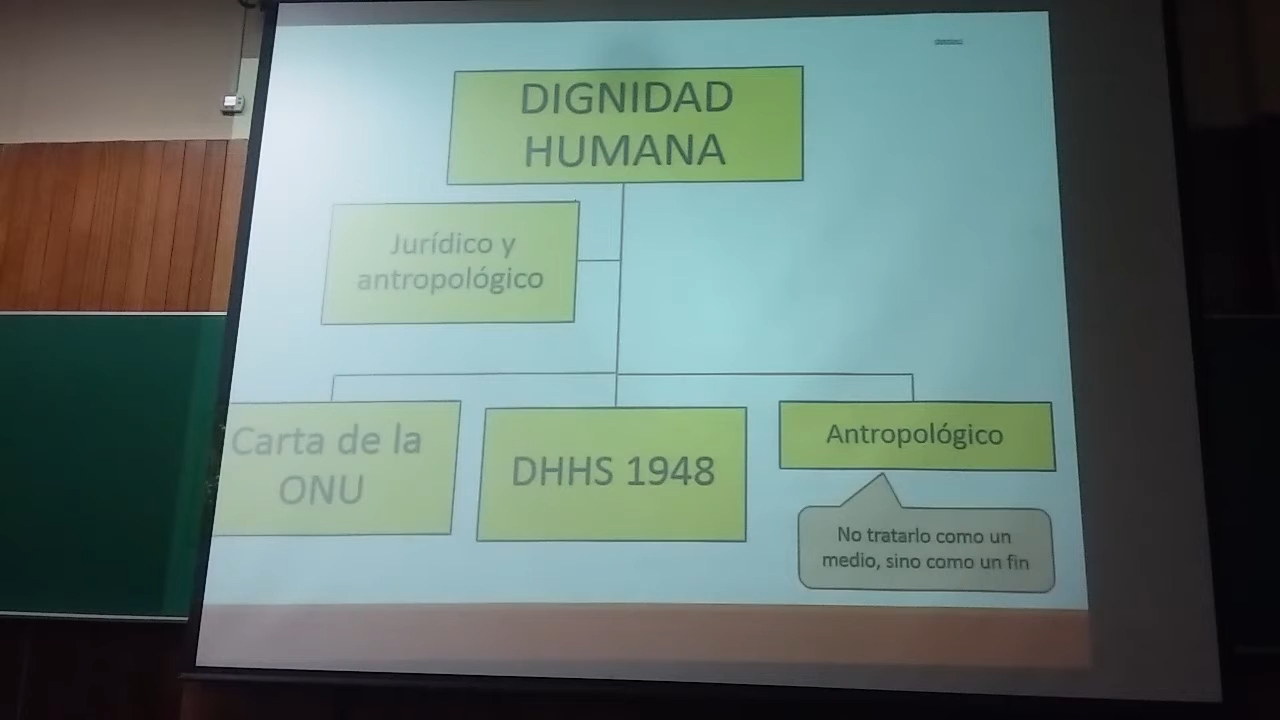 DIGNIDAD
HUMANA
Jurídico y
antropológico
Carta de la
ONU
DHHS 1948
Antropológico
No tratarlo como un
medio, sino como un fin